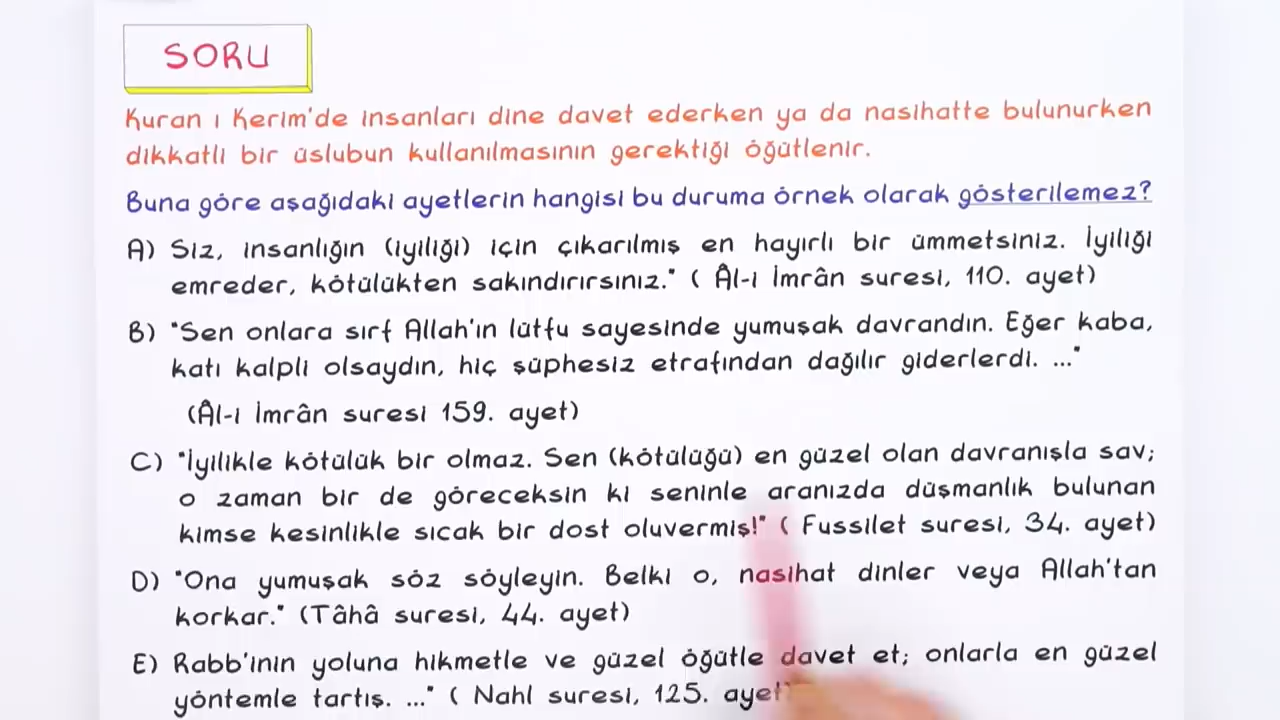 SORU
Kuran ı Kerim'de insanları dine davet ederken ya da nasihatte bulunurken
dikkatli bir üslubun kullanılmasının gerektiği öğütlenir.
Buna göre aşağıdaki ayetlerin hangisi bu duruma örnek olarak gösterilemez?
A) Siz, insanlığın (iyiliği) için çıkarılmış en hayırlı bir ümmetsiniz. İyiliği
emreder, kötülükten sakındırırsınız." ( Âl-i İmrân suresi, 110. ayet)
B) "Sen onlara sırf Allah'ın lütfu sayesinde yumuşak davrandın. Eğer kaba,
katı kalpli olsaydın, hiç şüphesiz etrafından dağılır giderlerdi. ..."
(Âl-i İmrân suresi 159. ayet)
C) "İyilikle kötülük bir olmaz. Sen (kötülüğü) en güzel olan davranışla sav;
o zaman bir de göreceksin ki seninle aranızda düşmanlık bulunan
kimse kesinlikle sıcak bir dost oluvermiş!" ( Fussilet suresi, 34. ayet)
D) "Ona yumuşak söz söyleyin. Belki o, nasihat dinler veya Allah'tan
korkar." (Tâhâ suresi, 44. ayet)
E) Rabb'inin yoluna hikmetle ve güzel öğütle davet et; onlarla en güzel
yöntemle tartış. ..." ( Nahl suresi, 125. ayet)